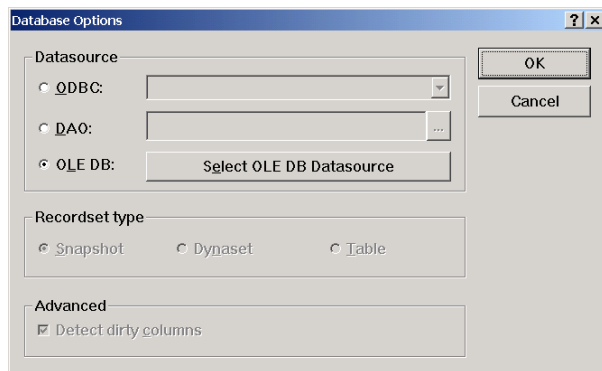 Database Options
Datasource
ODBC:
DAO:
...
OLE DB:
Select OLE DB Datasource
OK
Cancel
Recordset type
Snapshot
Dynaset
Table
Advanced
Detect dirty columns